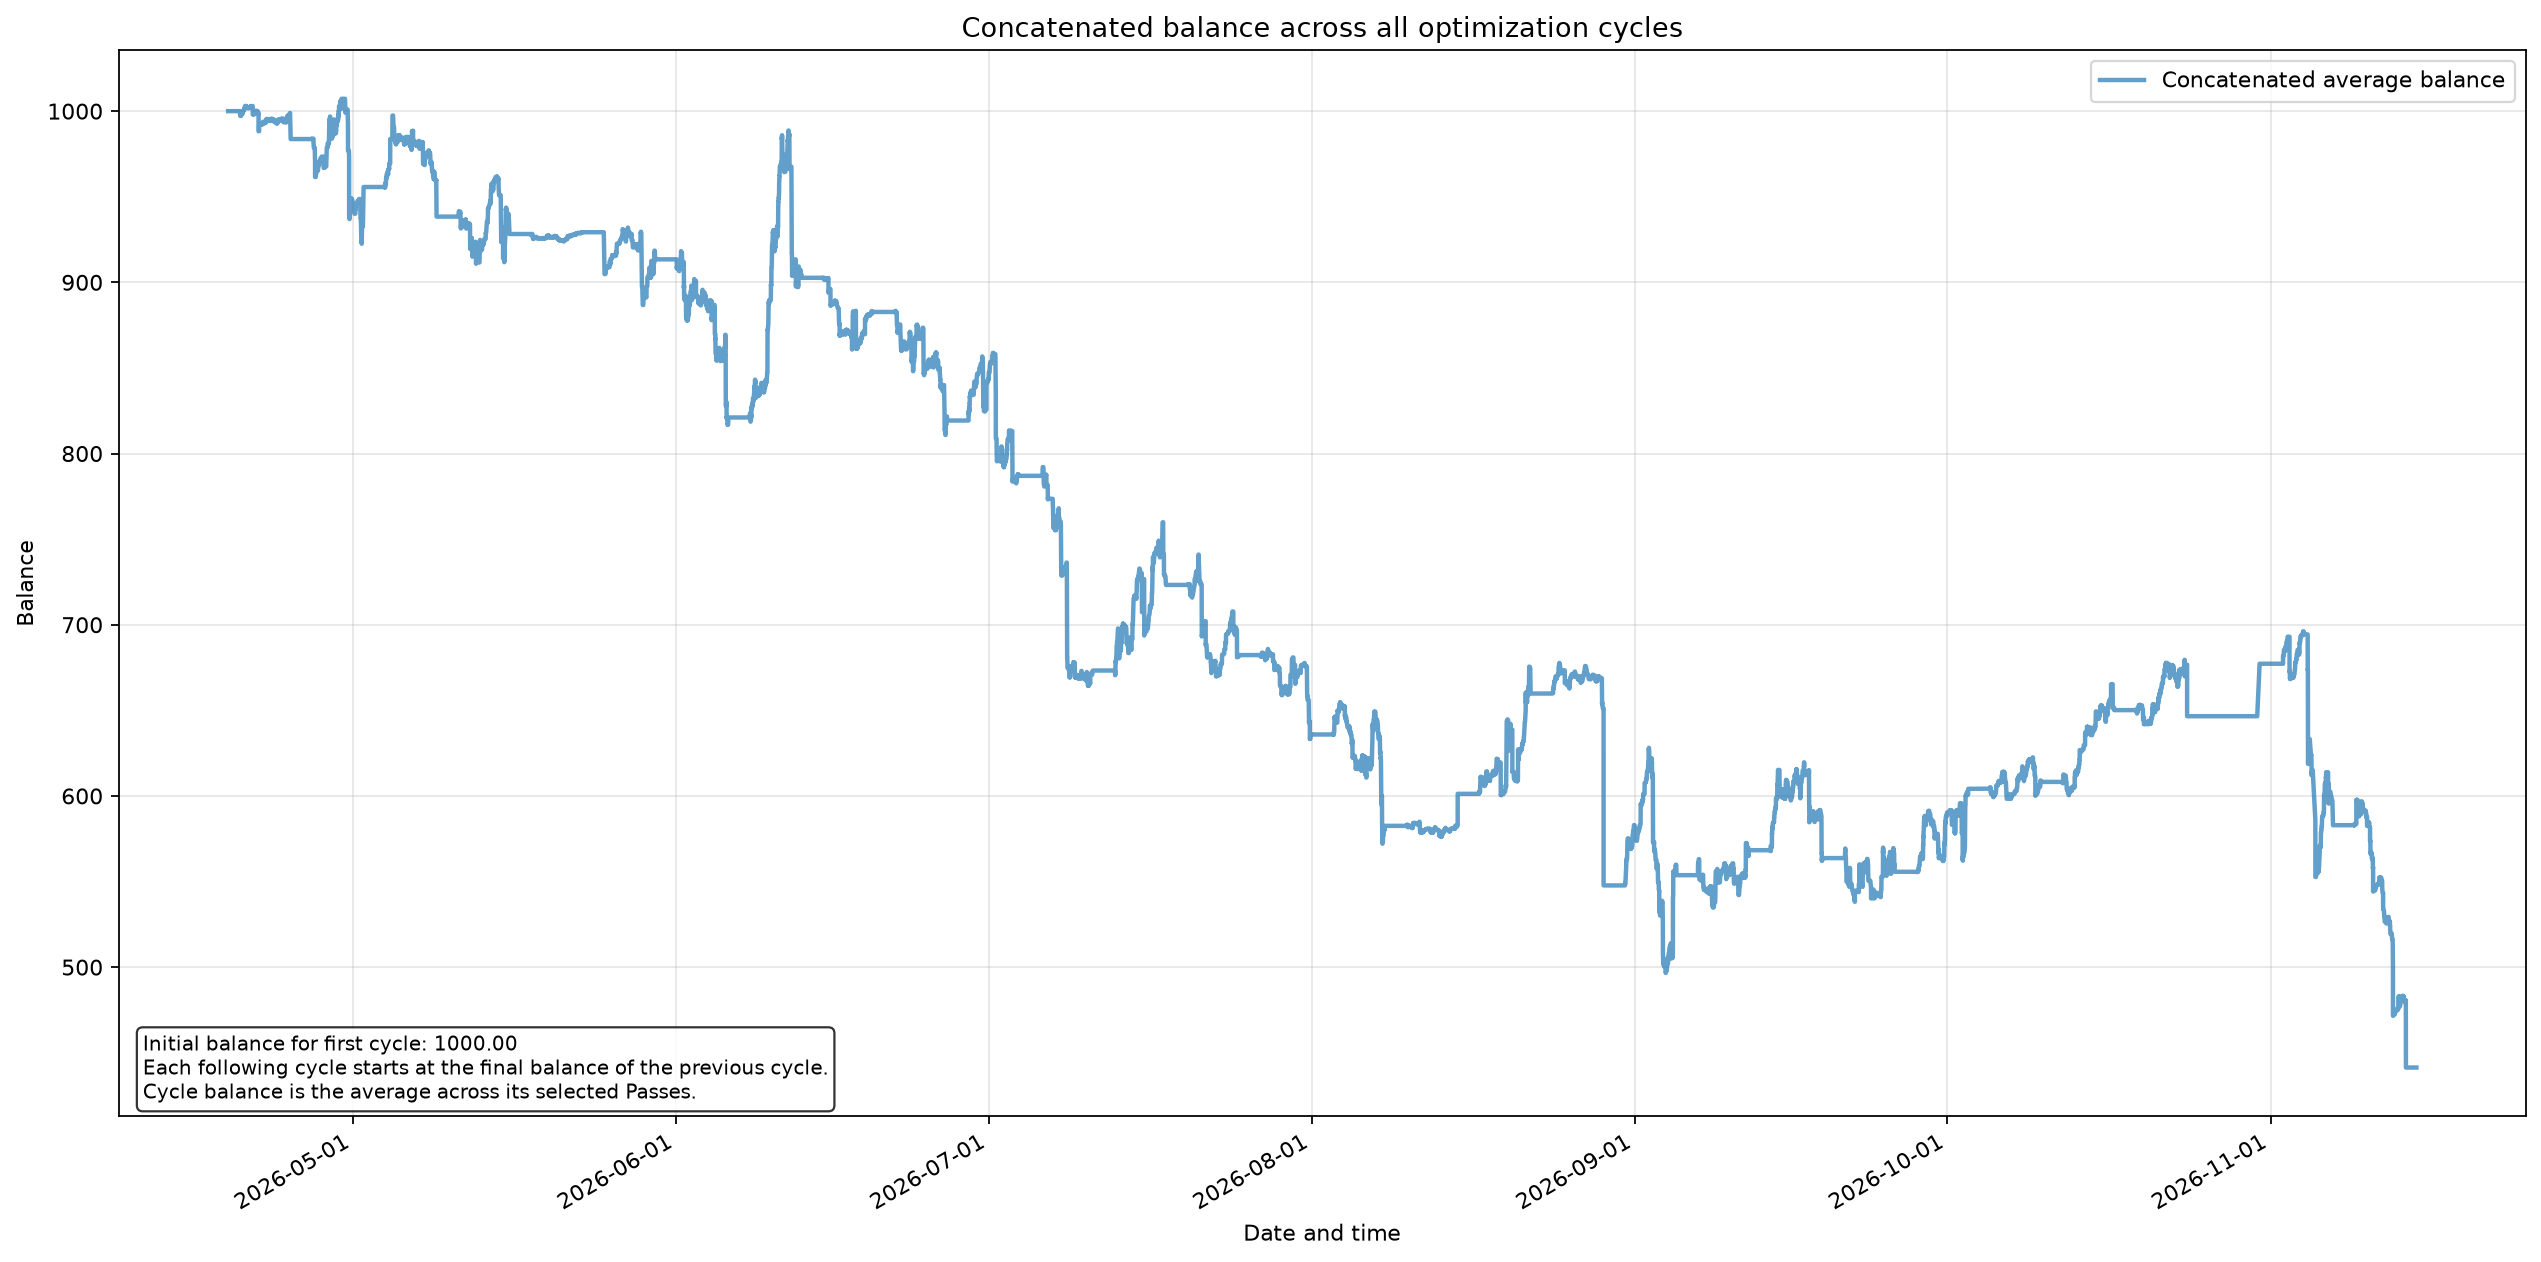 Concatenated balance across all optimization cycles
Concatenated average balance
1000
900
800
700
600
500
Balance
Initial balance for first cycle: 1000.00
Each following cycle starts at the final balance of the previous cycle.
Cycle balance is the average across its selected Passes.
2026-05-01
2026-06-01
2026-07-01
2026-08-01
2026-09-01
2026-10-01
2026-11-01
Date and time